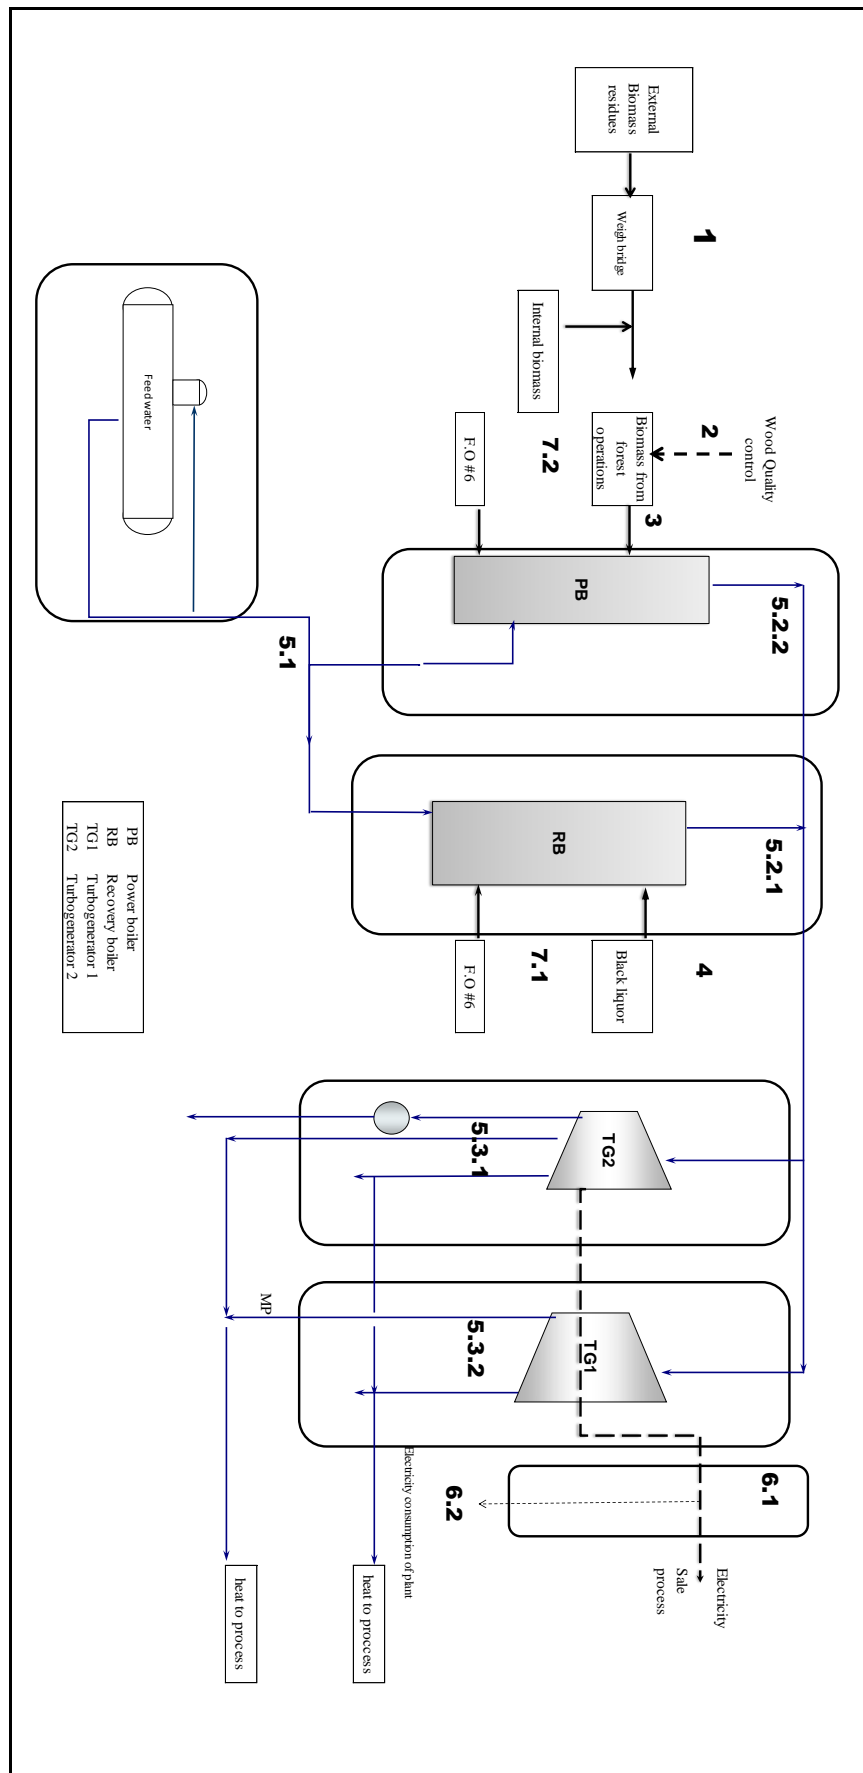 External
Biomass
residues
Weigh bridge
1
Internal biomass
Wood Quality
control
2
Biomass from
forest
operations
3
7.2
F.O #6
Feedwater
PB
5.2.2
5.1
RB
5.2.1
Black liquor
4
F.O #6
7.1
PB Power boiler
RB Recovery boiler
TG1 Turbogenerator 1
TG2 Turbogenerator 2
TG2
5.3.1
TG1
5.3.2
MP
6.1
6.2
Electricity
Sale
process
Electricity consumption of plant
heat to proccess
heat to process